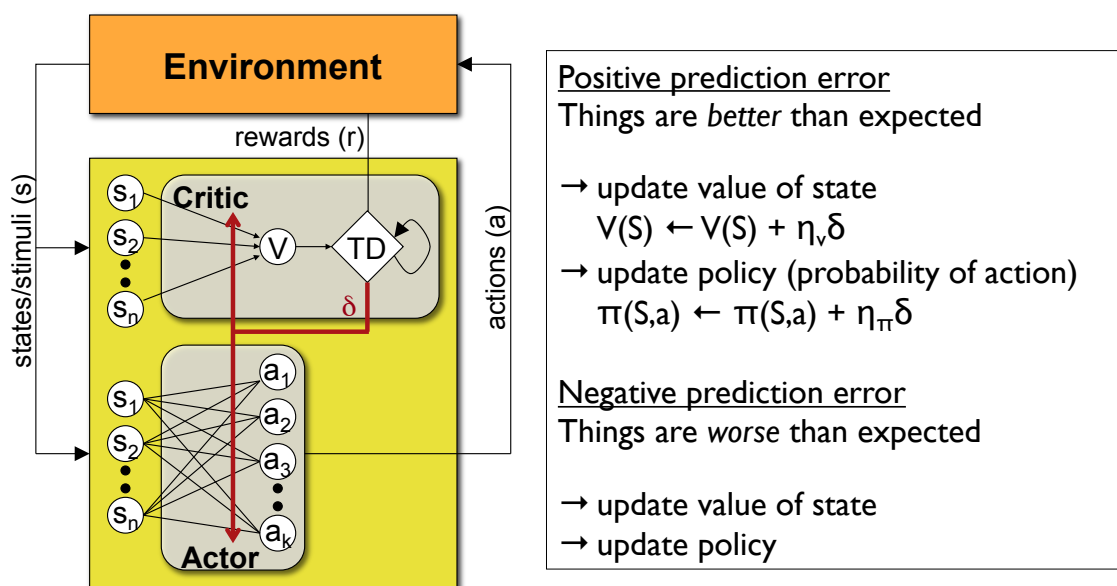 Environment
rewards (r)
states/stimuli (s)
actions (a)
Critic
s1
s2
sn
V
TD
δ
s1
s2
sn
a1
a2
a3
ak
Actor
Positive prediction error
Things are better than expected
→ update value of state
V(S) ← V(S) + ηvδ
→ update policy (probability of action)
π(S,a) ← π(S,a) + ηπδ
Negative prediction error
Things are worse than expected
→ update value of state
→ update policy